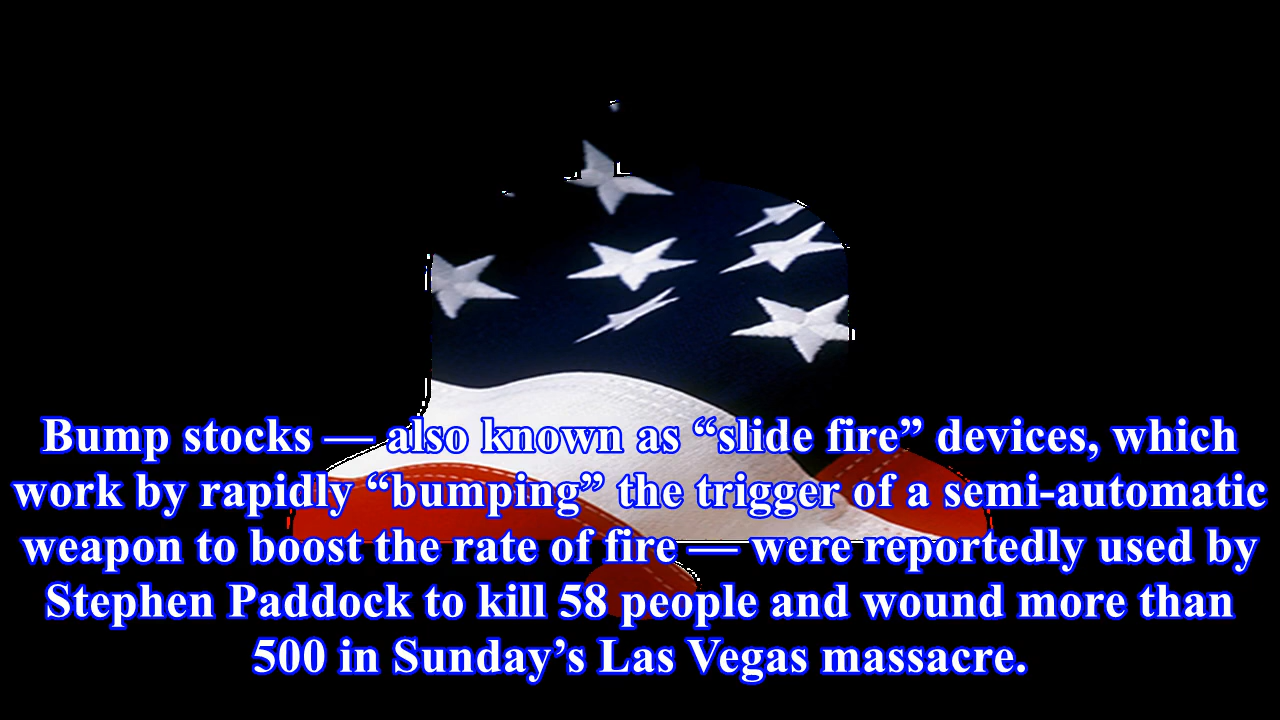 Bump stocks — also known as “slide fire” devices, which
work by rapidly “bumping” the trigger of a semi-automatic
weapon to boost the rate of fire — were reportedly used by
Stephen Paddock to kill 58 people and wound more than
500 in Sunday’s Las Vegas massacre.